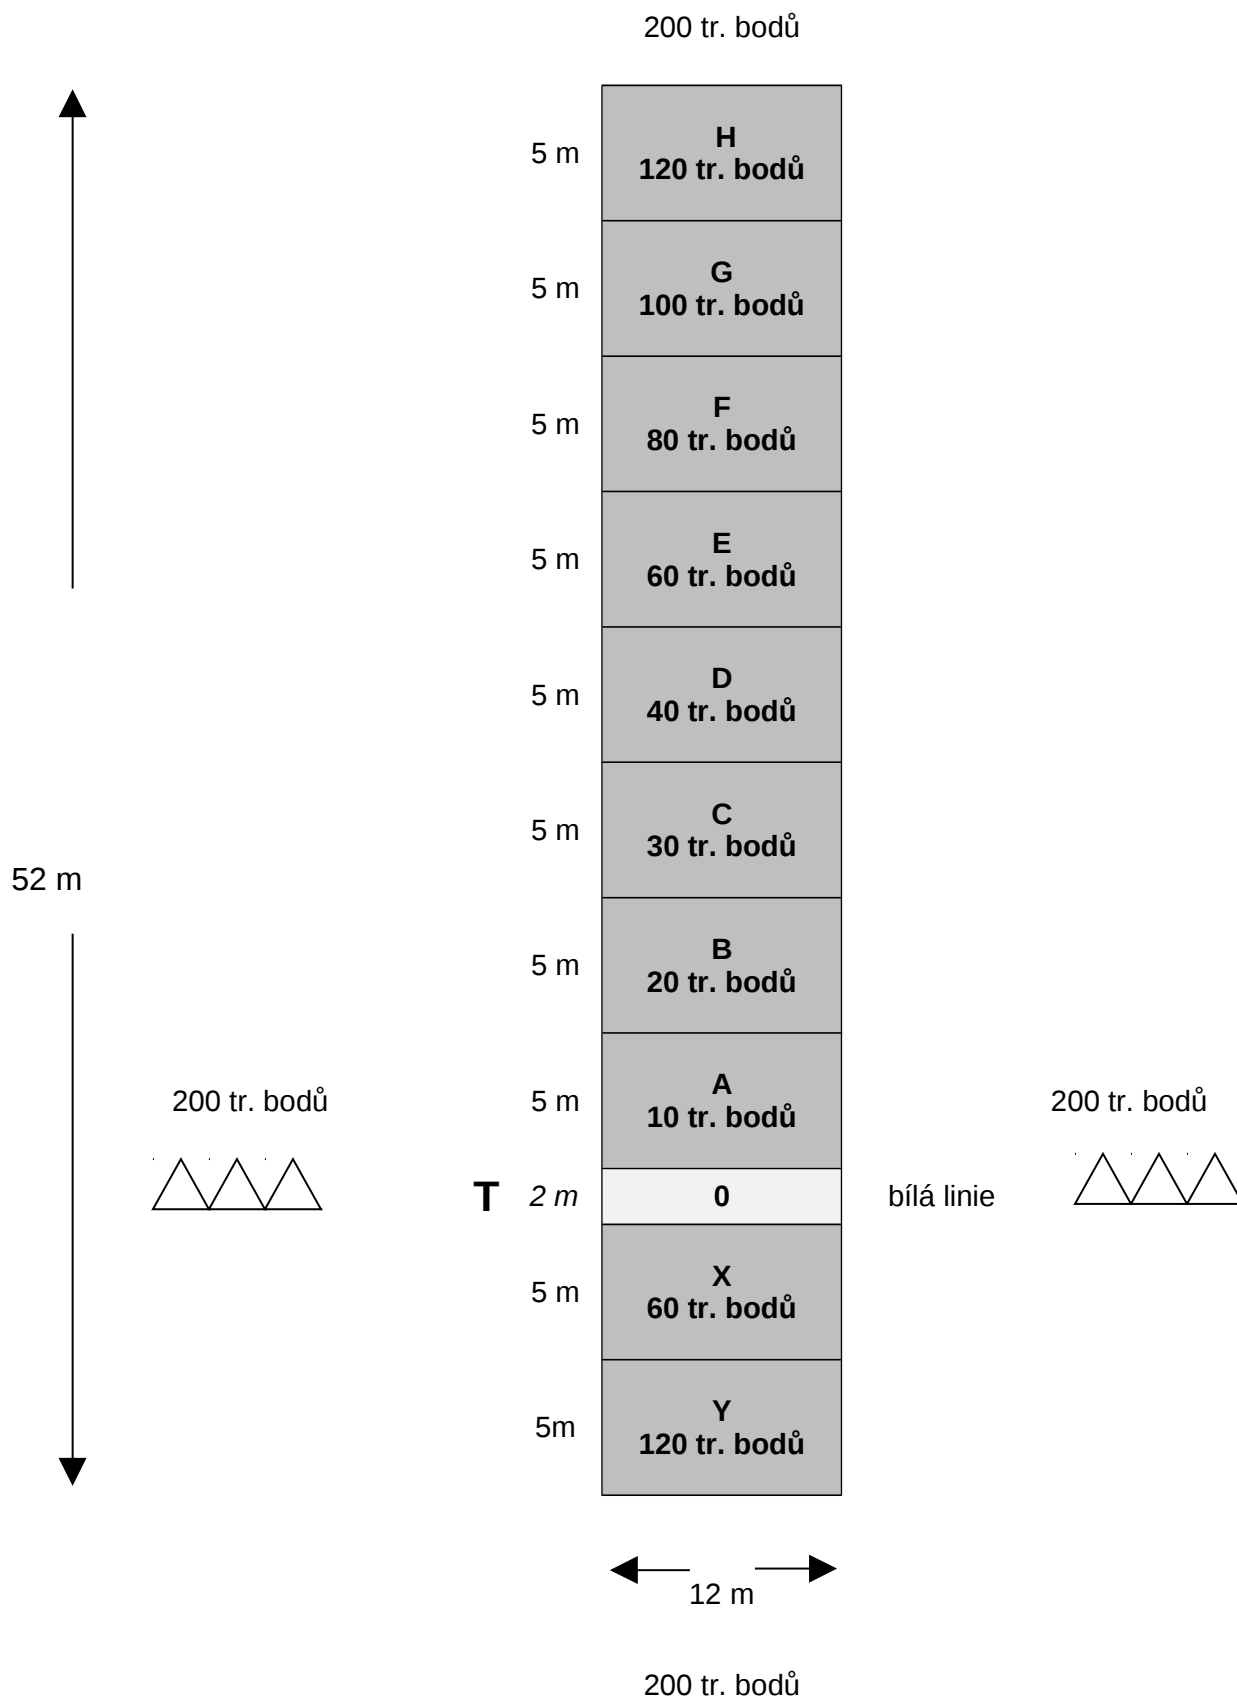 200 tr. bodů
5 m
H
120 tr. bodů
5 m
G
100 tr. bodů
5 m
F
80 tr. bodů
5 m
E
60 tr. bodů
5 m
D
40 tr. bodů
5 m
C
30 tr. bodů
52 m
5 m
B
20 tr. bodů
200 tr. bodů
5 m
A
10 tr. bodů
200 tr. bodů
T
2 m
0
bílá linie
5 m
X
60 tr. bodů
5m
Y
120 tr. bodů
12 m
200 tr. bodů